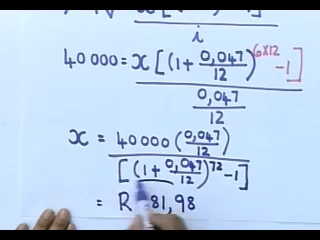 i
40 000 = x[(1 + 0,047/12)^(6×12) - 1]
0,047/12
x = 40 000 (0,047/12)
[(1 + 0,047/12)^72 - 1]
= R 81,98